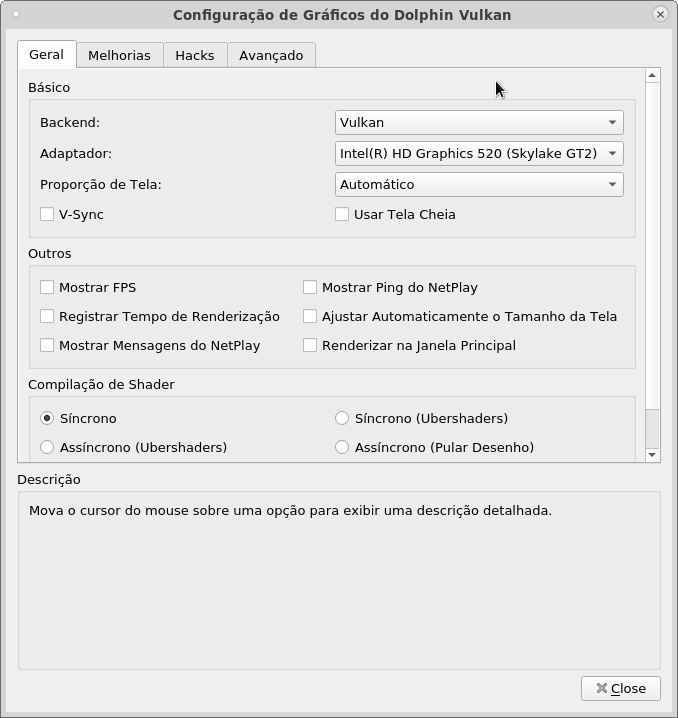 Configuração de Gráficos do Dolphin Vulkan
Geral Melhorias Hacks Avançado
Básico
Backend: Vulkan
Adaptador: Intel(R) HD Graphics 520 (Skylake GT2)
Proporção de Tela: Automático
V-Sync Usar Tela Cheia
Outros
Mostrar FPS Mostrar Ping do NetPlay
Registrar Tempo de Renderização Ajustar Automaticamente o Tamanho da Tela
Mostrar Mensagens do NetPlay Renderizar na Janela Principal
Compilação de Shader
Síncrono Síncrono (Ubershaders)
Assíncrono (Ubershaders) Assíncrono (Pular Desenho)
Descrição
Mova o cursor do mouse sobre uma opção para exibir uma descrição detalhada.
Close